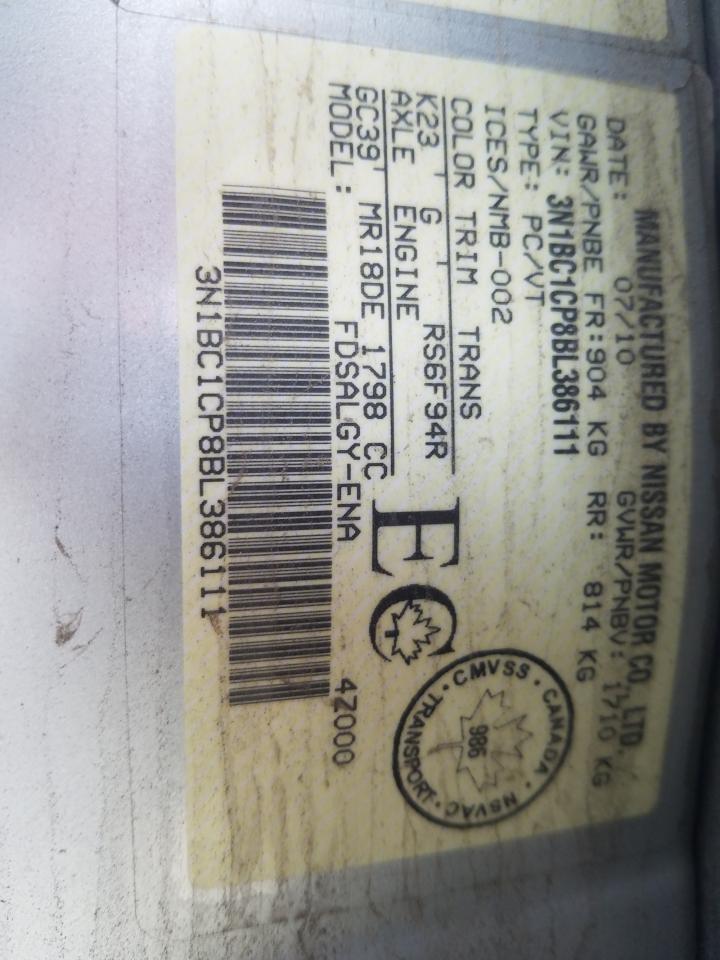 MANUFACTURED BY NISSAN MOTOR CO., LTD.
DATE: 07/10 GVWR/PNBV: 1710 KG
GAWR/PNBE FR:904 KG RR: 814 KG
VIN: 3N1BC1CP8BL386111
TYPE: PC/VT
ICES/NMB-002
COLOR TRIM TRANS
K23 ' G ' RS6F94R
AXLE ENGINE
GC39' MR18DE 1798 CC
MODEL: FDSALGY-ENA 4Z000
3N1BC1CP8BL386111
EC
CANADA · NSVAC · TRANSPORT · CMVSS ·
986